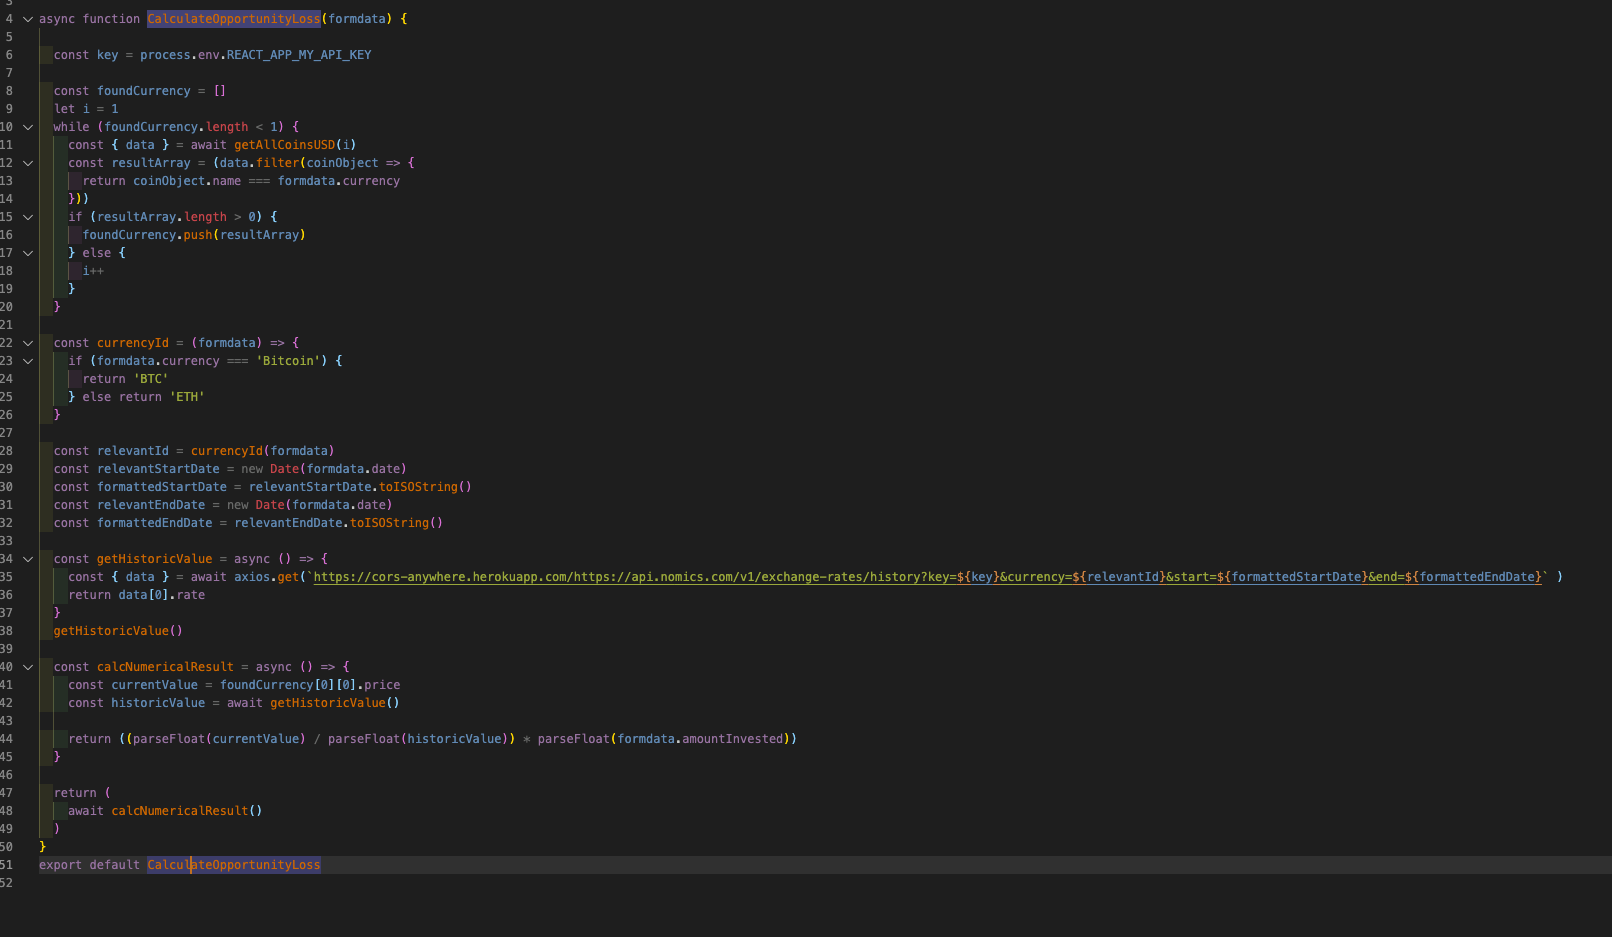 3
4 async function CalculateOpportunityLoss(formdata) {
5
6 const key = process.env.REACT_APP_MY_API_KEY
7
8 const foundCurrency = []
9 let i = 1
10 while (foundCurrency.length < 1) {
11 const { data } = await getAllCoinsUSD(i)
12 const resultArray = (data.filter(coinObject => {
13 return coinObject.name === formdata.currency
14 }))
15 if (resultArray.length > 0) {
16 foundCurrency.push(resultArray)
17 } else {
18 i++
19 }
20 }
21
22 const currencyId = (formdata) => {
23 if (formdata.currency === 'Bitcoin') {
24 return 'BTC'
25 } else return 'ETH'
26 }
27
28 const relevantId = currencyId(formdata)
29 const relevantStartDate = new Date(formdata.date)
30 const formattedStartDate = relevantStartDate.toISOString()
31 const relevantEndDate = new Date(formdata.date)
32 const formattedEndDate = relevantEndDate.toISOString()
33
34 const getHistoricValue = async () => {
35 const { data } = await axios.get(`https://cors-anywhere.herokuapp.com/https://api.nomics.com/v1/exchange-rates/history?key=${key}&currency=${relevantId}&start=${formattedStartDate}&end=${formattedEndDate}` )
36 return data[0].rate
37 }
38 getHistoricValue()
39
40 const calcNumericalResult = async () => {
41 const currentValue = foundCurrency[0][0].price
42 const historicValue = await getHistoricValue()
43
44 return ((parseFloat(currentValue) / parseFloat(historicValue)) * parseFloat(formdata.amountInvested))
45 }
46
47 return (
48 await calcNumericalResult()
49 )
50 }
51 export default CalculateOpportunityLoss
52